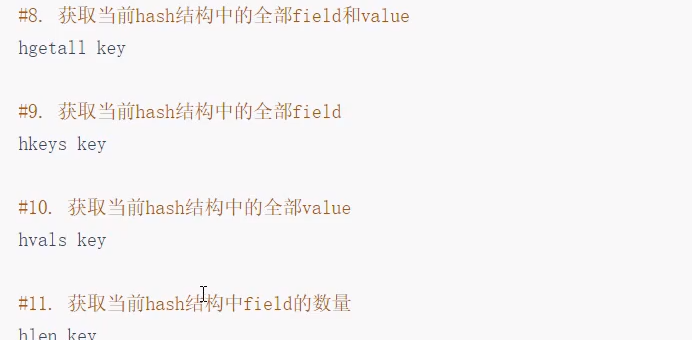 #8. 获取当前hash结构中的全部field和value
hgetall key
#9. 获取当前hash结构中的全部field
hkeys key
#10. 获取当前hash结构中的全部value
hvals key
#11. 获取当前hash结构中field的数量
hlen key